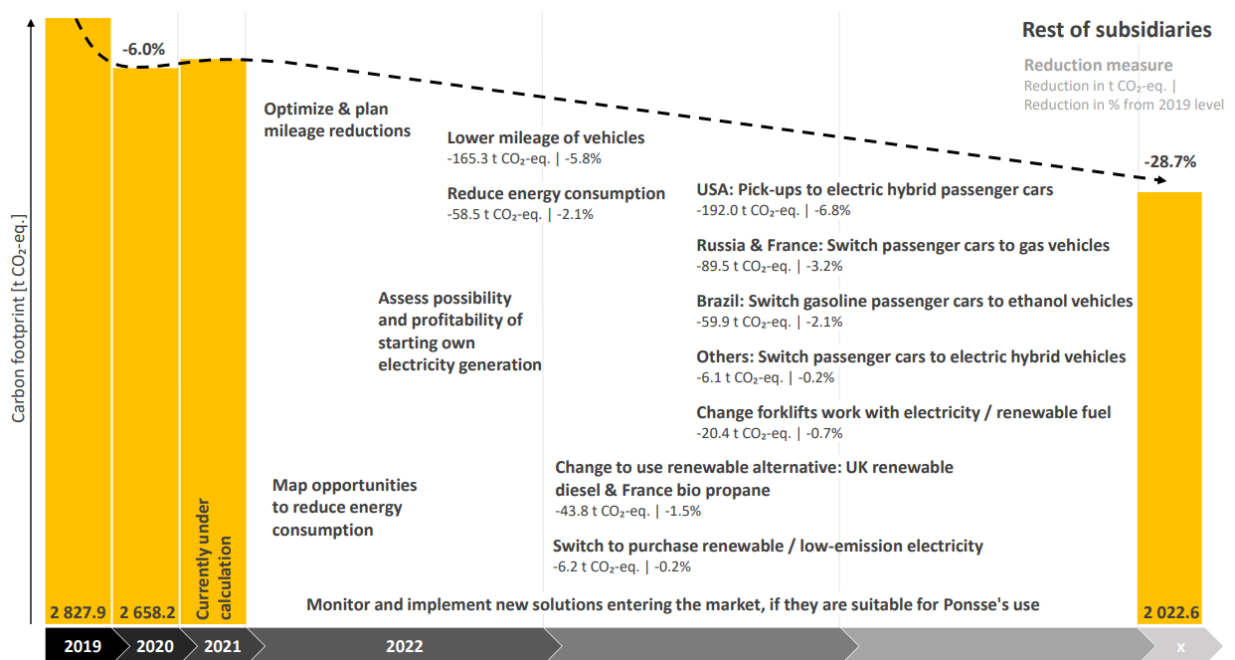 Rest of subsidiaries
Reduction measure
Reduction in t CO₂-eq. |
Reduction in % from 2019 level
Carbon footprint [t CO₂-eq.]
-6.0%
-28.7%
Optimize & plan
mileage reductions
Lower mileage of vehicles
-165.3 t CO₂-eq. | -5.8%
Reduce energy consumption
-58.5 t CO₂-eq. | -2.1%
USA: Pick-ups to electric hybrid passenger cars
-192.0 t CO₂-eq. | -6.8%
Russia & France: Switch passenger cars to gas vehicles
-89.5 t CO₂-eq. | -3.2%
Assess possibility
and profitability of
starting own
electricity generation
Brazil: Switch gasoline passenger cars to ethanol vehicles
-59.9 t CO₂-eq. | -2.1%
Others: Switch passenger cars to electric hybrid vehicles
-6.1 t CO₂-eq. | -0.2%
Change forklifts work with electricity / renewable fuel
-20.4 t CO₂-eq. | -0.7%
Map opportunities
to reduce energy
consumption
Change to use renewable alternative: UK renewable
diesel & France bio propane
-43.8 t CO₂-eq. | -1.5%
Switch to purchase renewable / low-emission electricity
-6.2 t CO₂-eq. | -0.2%
Monitor and implement new solutions entering the market, if they are suitable for Ponsse's use
2 827.9
2 658.2
Currently under
calculation
2 022.6
2019
2020
2021
2022
x